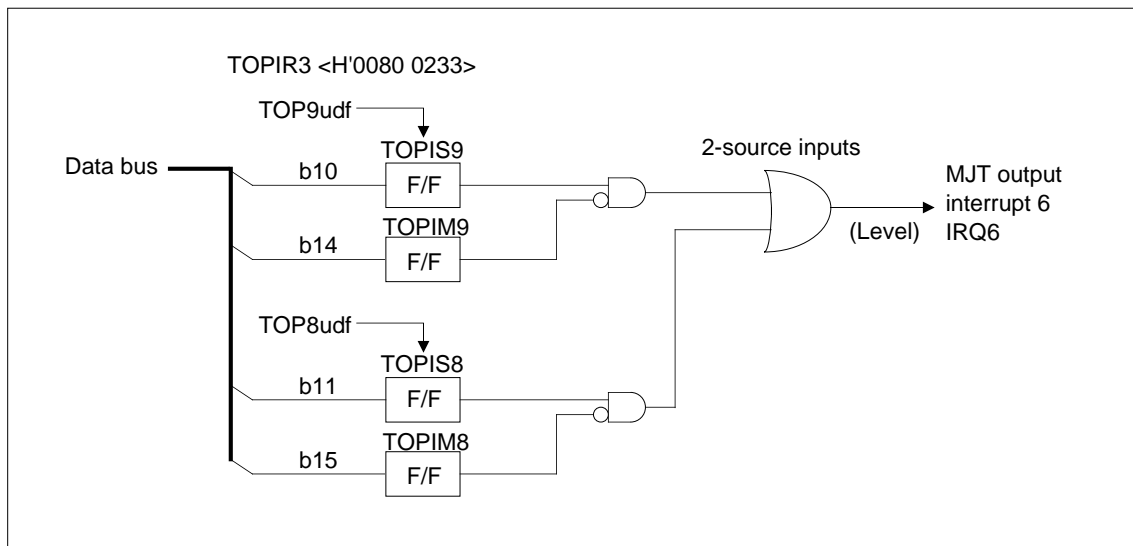 TOPIR3 <H'0080 0233>
TOP9udf
TOPIS9
Data bus
b10
F/F
2-source inputs
MJT output
interrupt 6
IRQ6
(Level)
TOPIM9
b14
F/F
TOP8udf
TOPIS8
b11
F/F
TOPIM8
b15
F/F